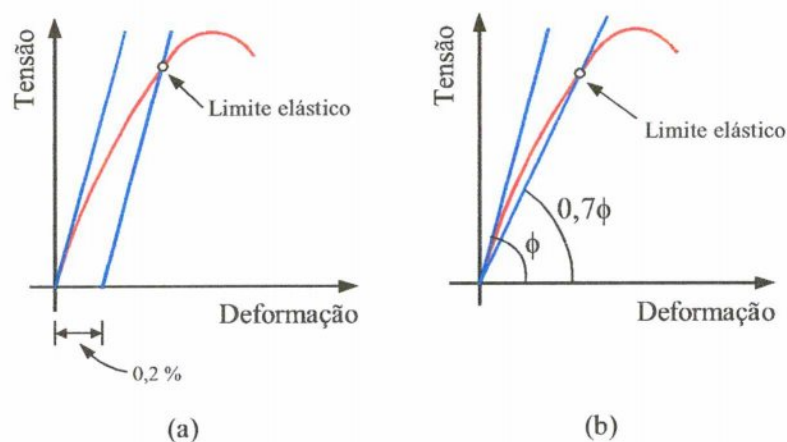 Tensão
Limite elástico
Deformação
0,2 %
(a)
Tensão
Limite elástico
0,7ϕ
ϕ
Deformação
(b)